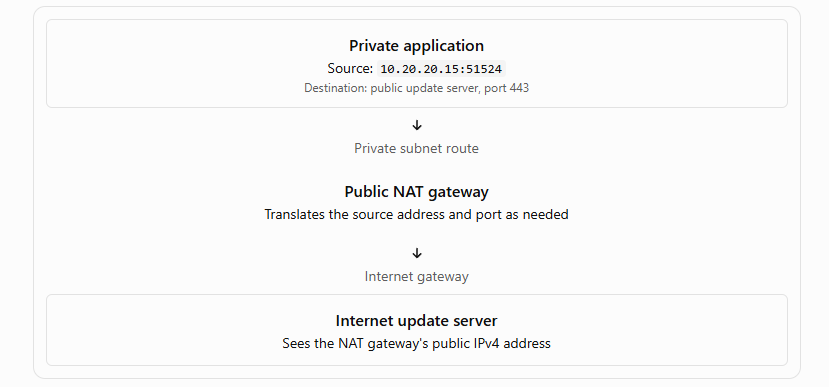 Private application
Source: 10.20.20.15:51524
Destination: public update server, port 443
Private subnet route
Public NAT gateway
Translates the source address and port as needed
Internet gateway
Internet update server
Sees the NAT gateway's public IPv4 address